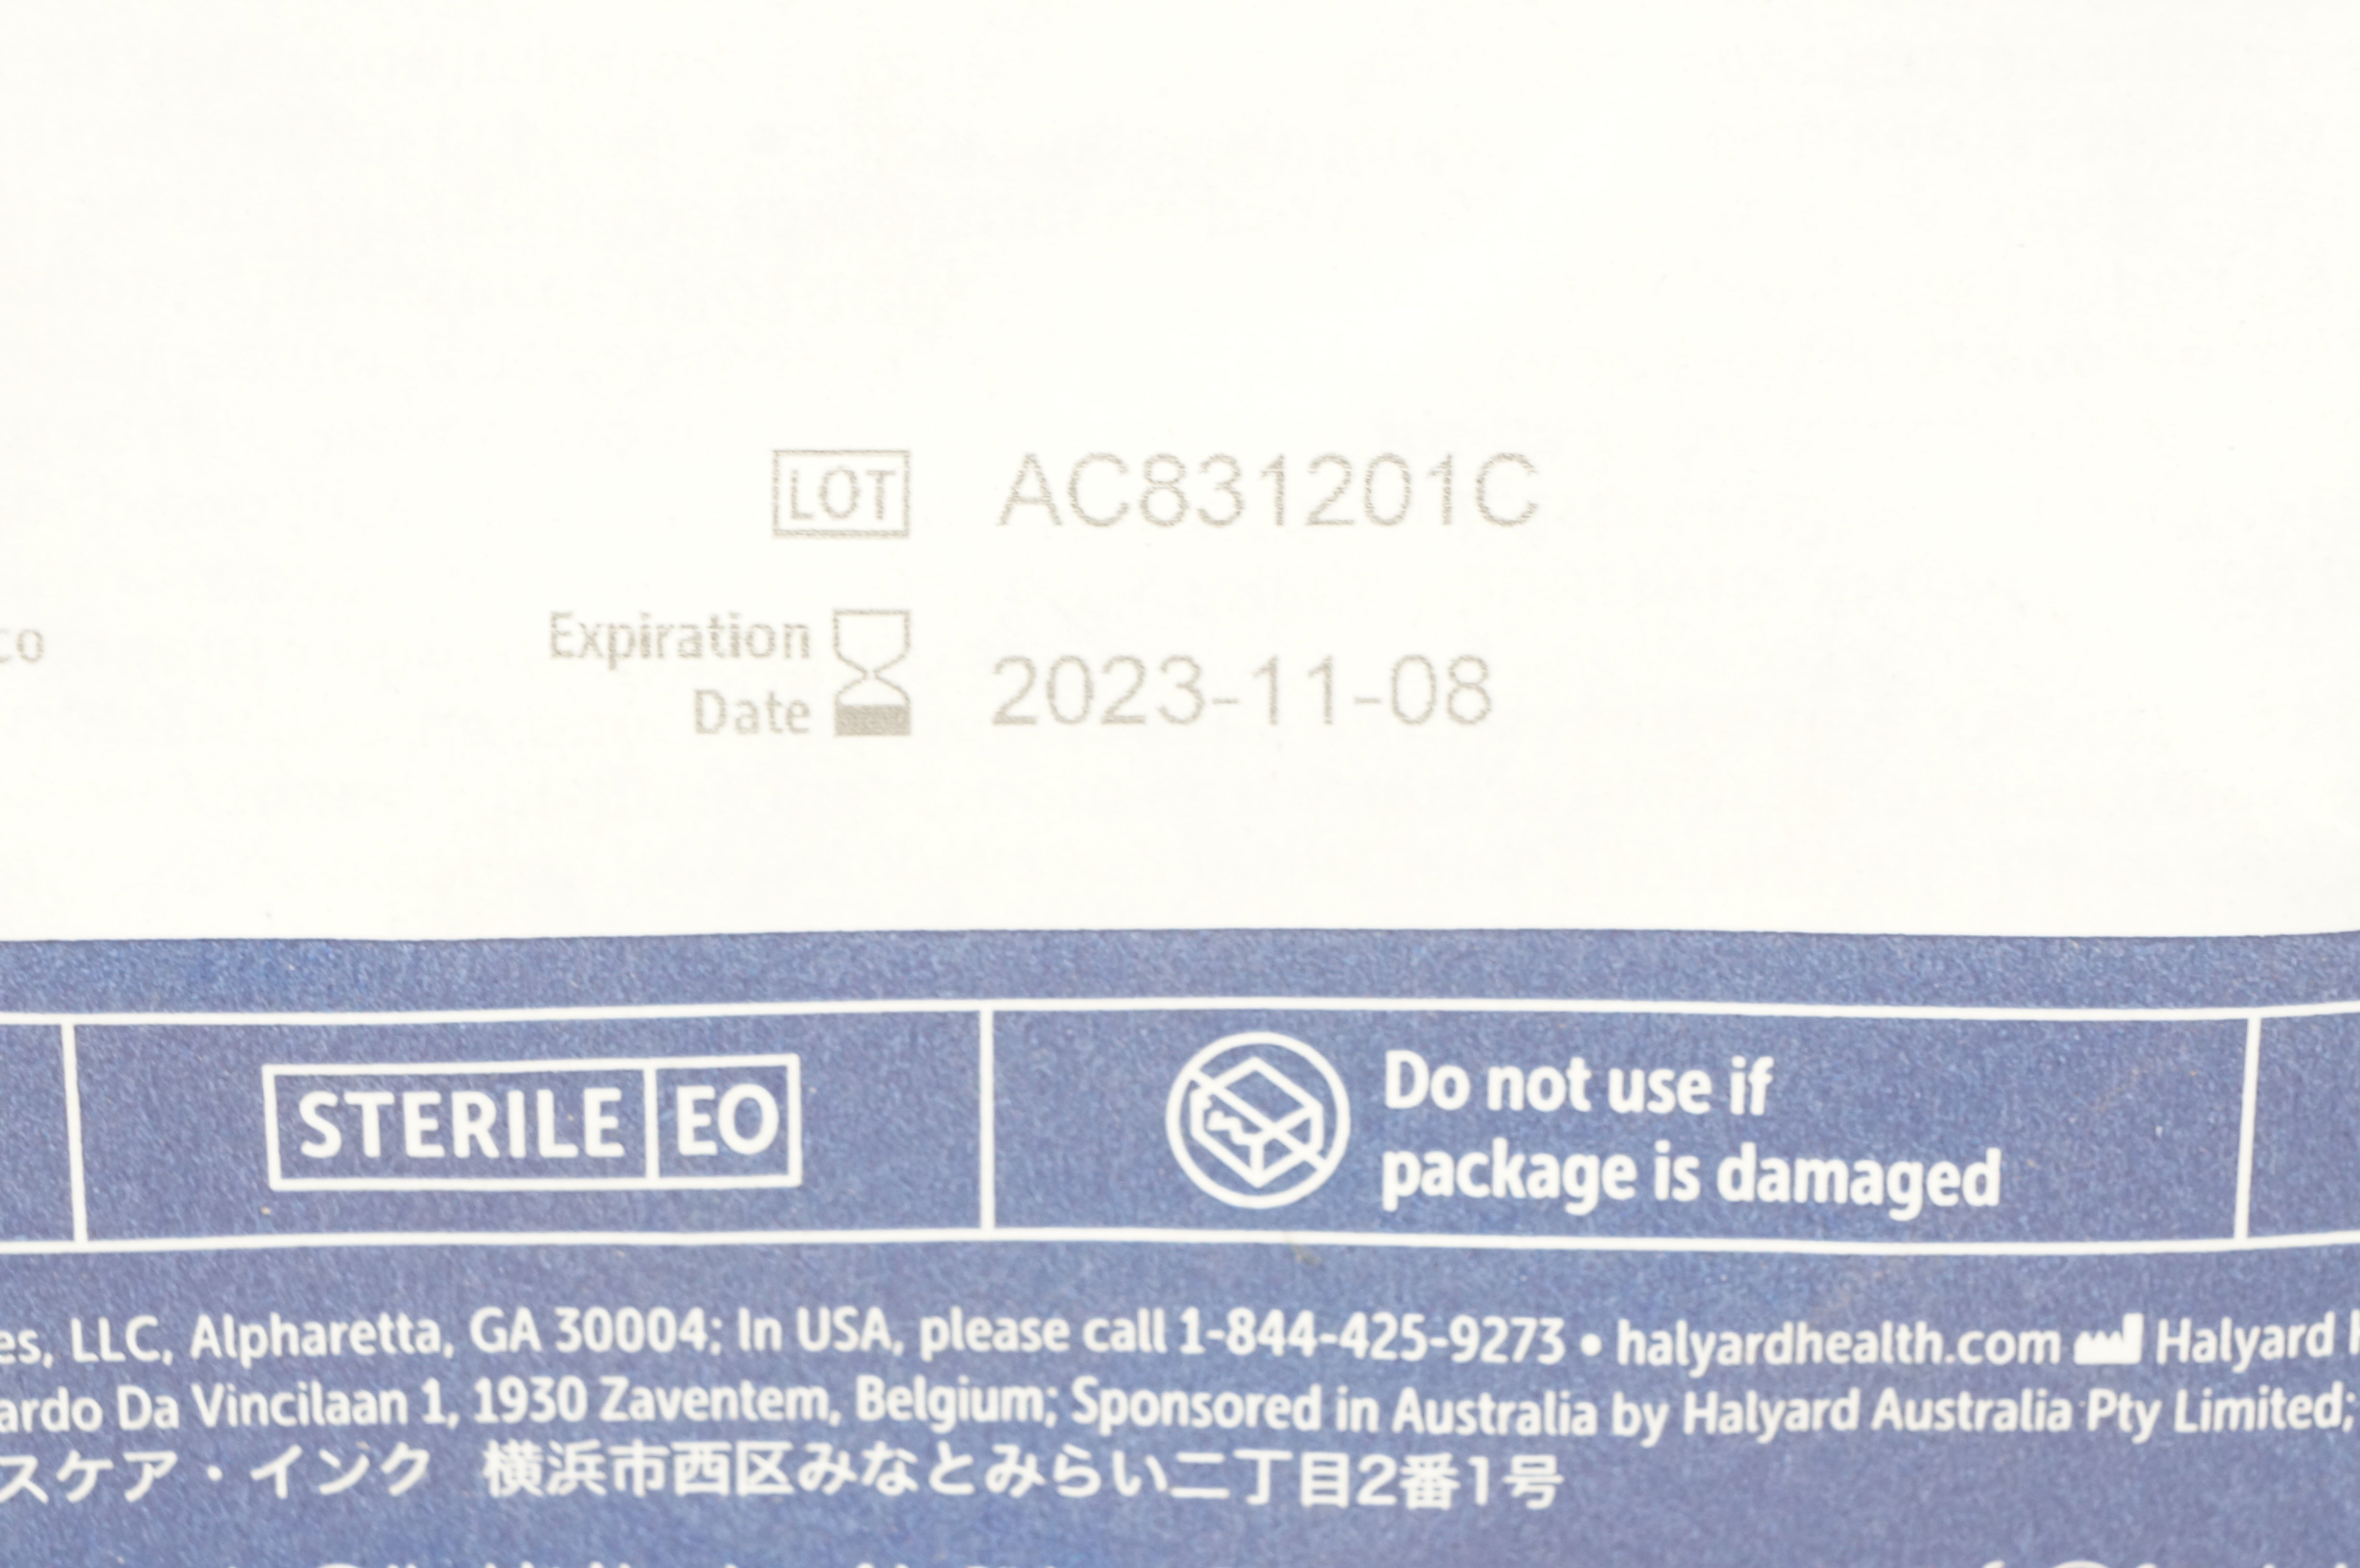 LOT AC831201C
co
Expiration
Date 2023-11-08
STERILE EO
Do not use if
package is damaged
es, LLC, Alpharetta, GA 30004; In USA, please call 1-844-425-9273 • halyardhealth.com Halyard
ardo Da Vincilaan 1, 1930 Zaventem, Belgium; Sponsored in Australia by Halyard Australia Pty Limited;
スケア・インク 横浜市西区みなとみらい二丁目2番1号